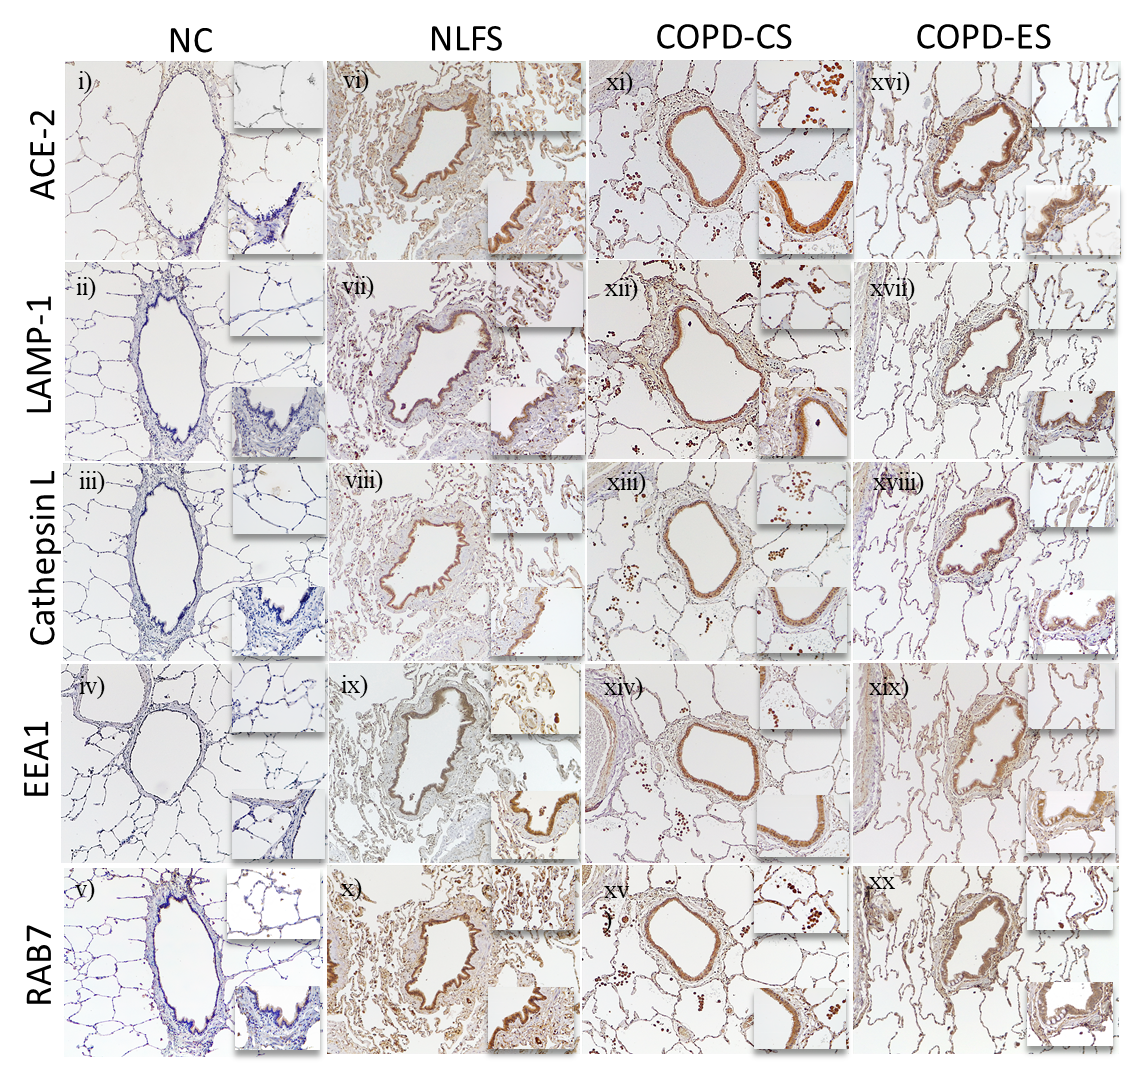 NC NLFS COPD-CS COPD-ES
ACE-2
i) vi) xi) xvi)
LAMP-1
ii) vii) xii) xvii)
Cathepsin L
iii) viii) xiii) xviii)
EEA1
iv) ix) xiv) xix)
RAB7
v) x) xv xx